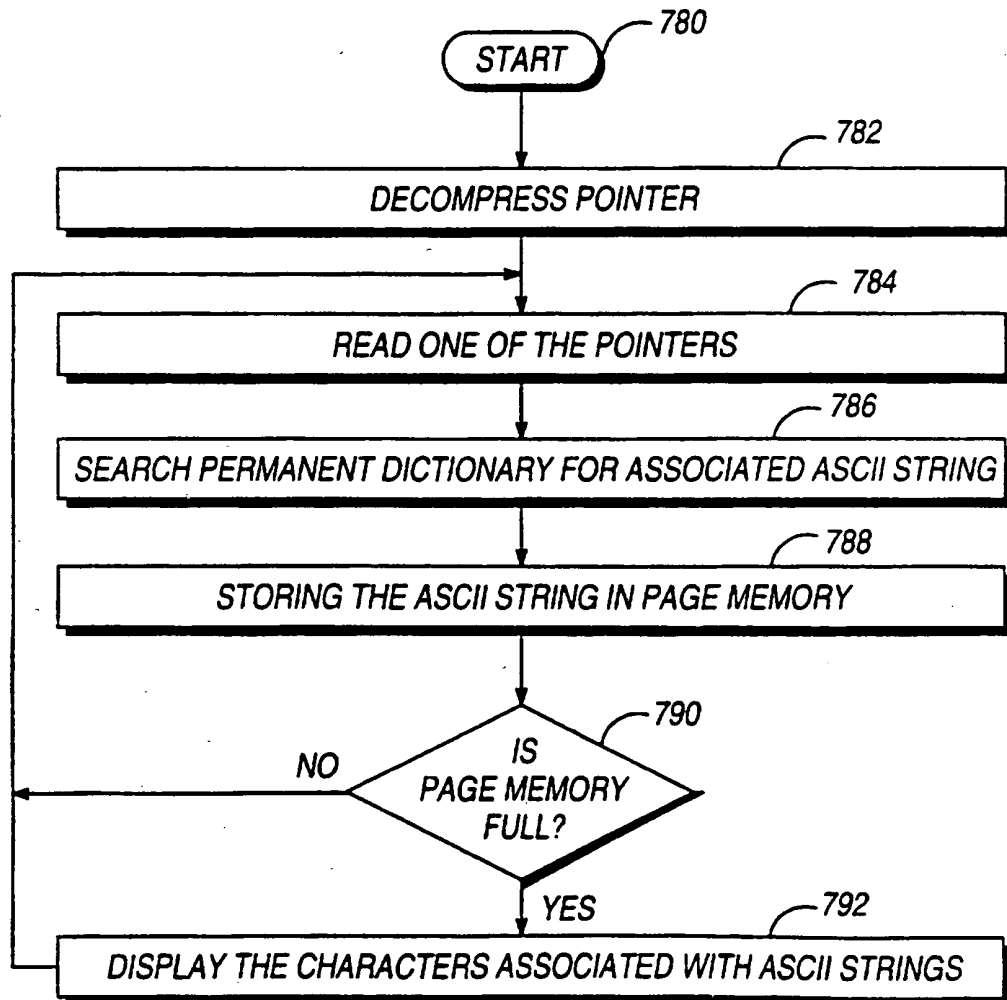 780
START
782
DECOMPRESS POINTER
784
READ ONE OF THE POINTERS
786
SEARCH PERMANENT DICTIONARY FOR ASSOCIATED ASCII STRING
788
STORING THE ASCII STRING IN PAGE MEMORY
790
IS
PAGE MEMORY
FULL?
NO
YES
792
DISPLAY THE CHARACTERS ASSOCIATED WITH ASCII STRINGS